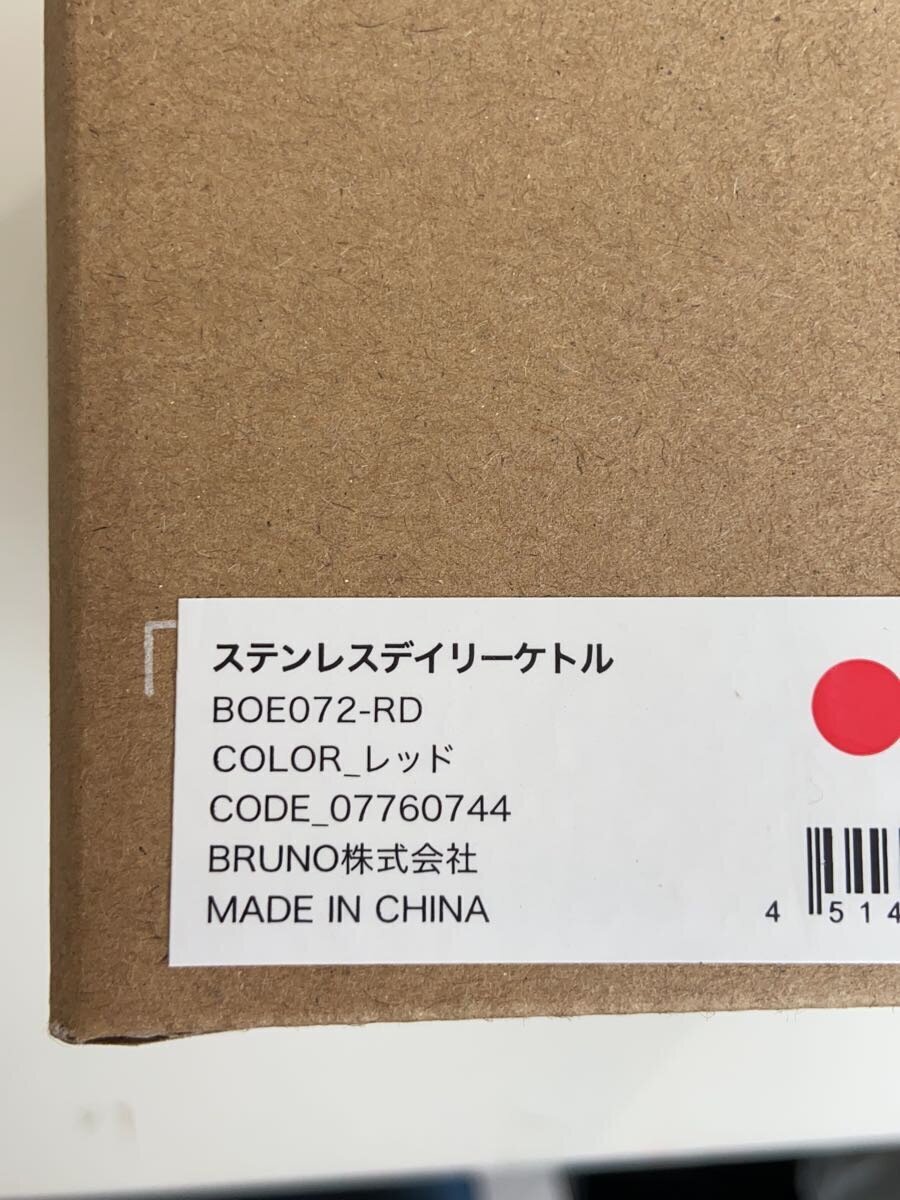 ステンレスデイリーケトル
BOE072-RD
COLOR_レッド
CODE_07760744
BRUNO株式会社
MADE IN CHINA
4 514